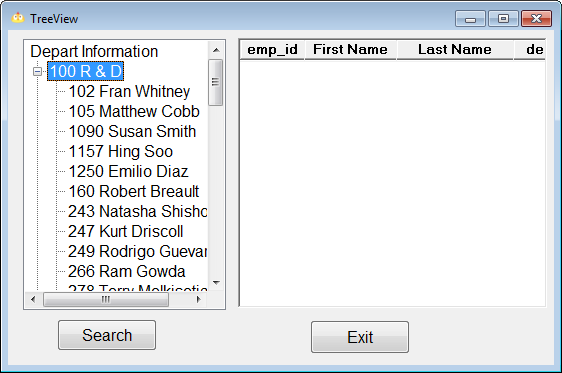 TreeView
Depart Information
100 R & D
102 Fran Whitney
105 Matthew Cobb
1090 Susan Smith
1157 Hing Soo
1250 Emilio Diaz
160 Robert Breault
243 Natasha Shisho
247 Kurt Driscoll
249 Rodrigo Guevar
266 Ram Gowda
278 Terry Melkisetia
emp_id First Name Last Name de
Search
Exit